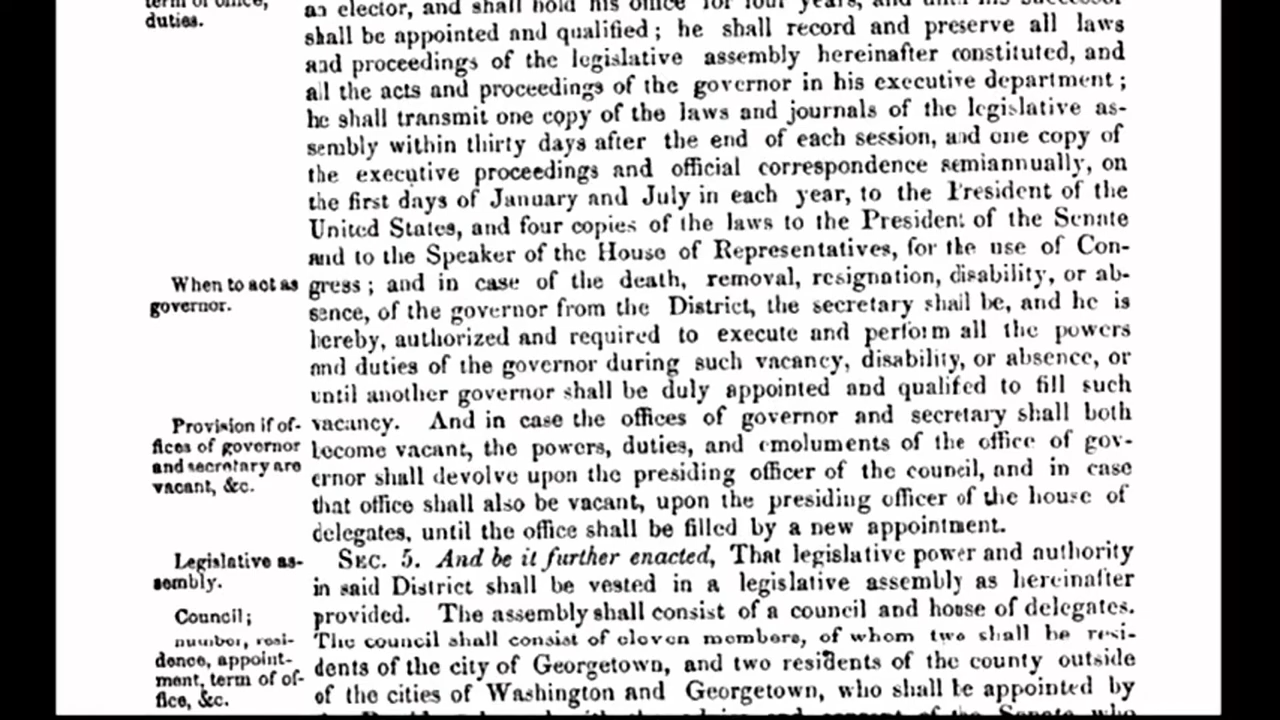 term of office,
duties.
an elector, and shall hold his office for four years, and until his successor
shall be appointed and qualified; he shall record and preserve all laws
and proceedings of the legislative assembly hereinafter constituted, and
all the acts and proceedings of the governor in his executive department;
he shall transmit one copy of the laws and journals of the legislative as-
sembly within thirty days after the end of each session, and one copy of
the executive proceedings and official correspondence semiannually, on
the first days of January and July in each year, to the President of the
United States, and four copies of the laws to the President of the Senate
and to the Speaker of the House of Representatives, for the use of Con-
When to act as
governor.
gress; and in case of the death, removal, resignation, disability, or ab-
sence, of the governor from the District, the secretary shall be, and he is
hereby, authorized and required to execute and perform all the powers
and duties of the governor during such vacancy, disability, or absence, or
until another governor shall be duly appointed and qualifed to fill such
Provision if of-
fices of governor
and secretary are
vacant, &c.
vacancy. And in case the offices of governor and secretary shall both
become vacant, the powers, duties, and emoluments of the office of gov-
ernor shall devolve upon the presiding officer of the council, and in case
that office shall also be vacant, upon the presiding officer of the house of
delegates, until the office shall be filled by a new appointment.
Legislative as-
sembly.
SEC. 5. And be it further enacted, That legislative power and authority
in said District shall be vested in a legislative assembly as hereinafter
Council;
number, resi-
dence, appoint-
ment, term of of-
fice, &c.
provided. The assembly shall consist of a council and house of delegates.
The council shall consist of eleven members, of whom two shall be resi-
dents of the city of Georgetown, and two residents of the county outside
of the cities of Washington and Georgetown, who shall be appointed by
the President, by and with the advice and consent of the Senate, who